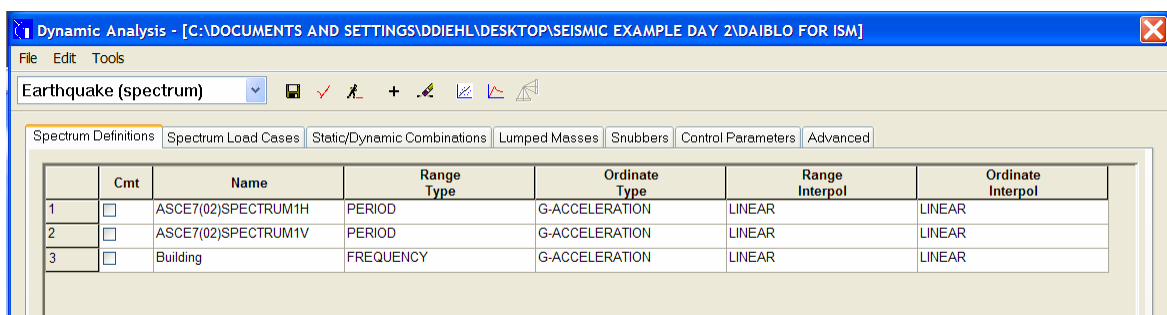 Dynamic Analysis - [C:\DOCUMENTS AND SETTINGS\DDIEHL\DESKTOP\SEISMIC EXAMPLE DAY 2\DAIBLO FOR ISM]
File Edit Tools
Earthquake (spectrum)
Spectrum Definitions Spectrum Load Cases Static/Dynamic Combinations Lumped Masses Snubbers Control Parameters Advanced
Cmt Name Range Type Ordinate Type Range Interpol Ordinate Interpol
1 ASCE7(02)SPECTRUM1H PERIOD G-ACCELERATION LINEAR LINEAR
2 ASCE7(02)SPECTRUM1V PERIOD G-ACCELERATION LINEAR LINEAR
3 Building FREQUENCY G-ACCELERATION LINEAR LINEAR